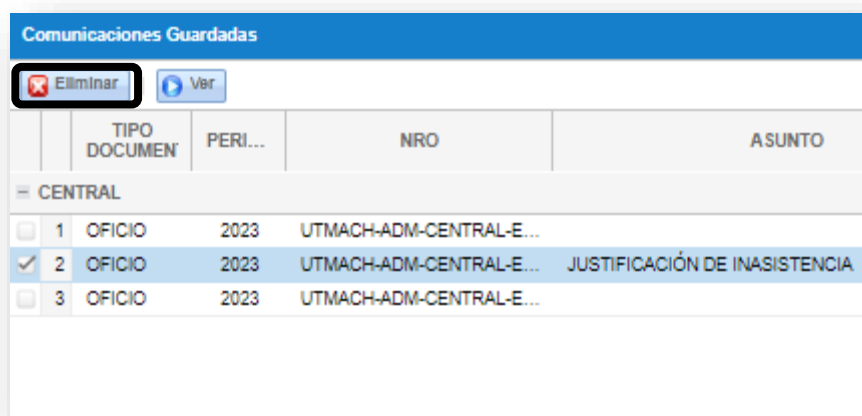 Comunicaciones Guardadas
Eliminar Ver
TIPO DOCUMEN PERI... NRO ASUNTO
CENTRAL
1 OFICIO 2023 UTMACH-ADM-CENTRAL-E...
2 OFICIO 2023 UTMACH-ADM-CENTRAL-E... JUSTIFICACIÓN DE INASISTENCIA
3 OFICIO 2023 UTMACH-ADM-CENTRAL-E...